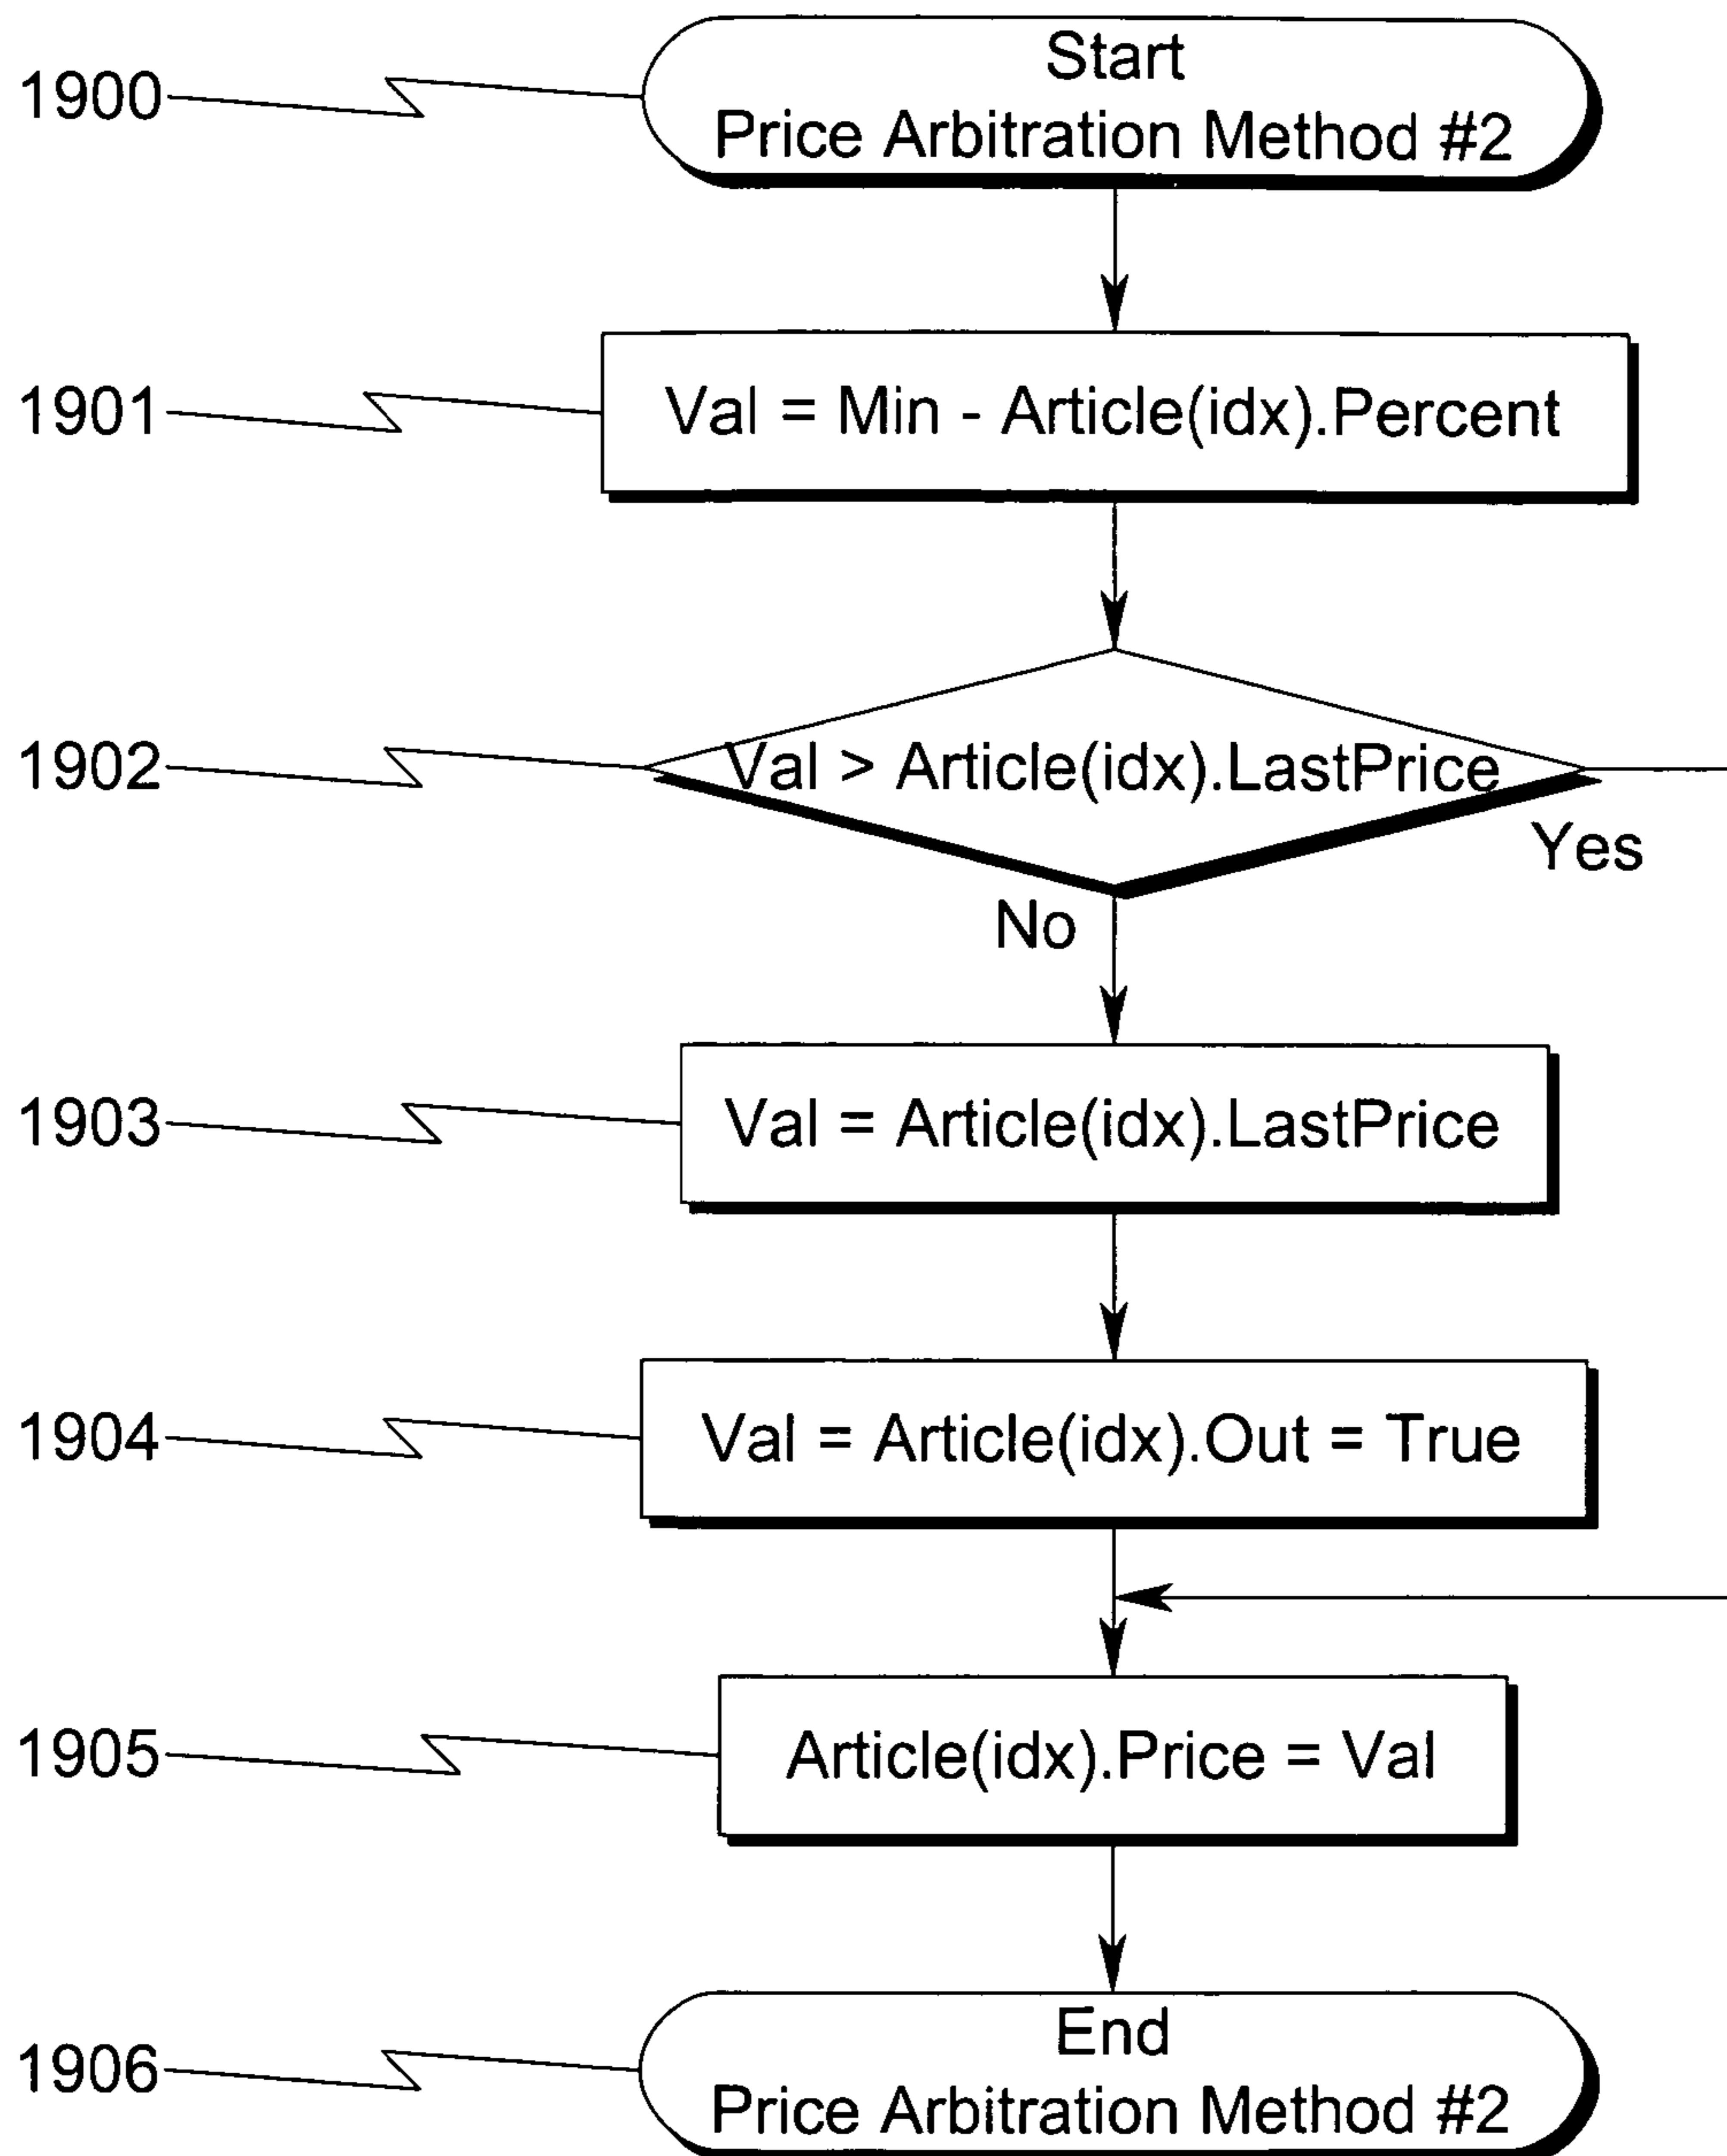 1900
Start
Price Arbitration Method #2
1901
Val = Min - Article(idx).Percent
1902
Val > Article(idx).LastPrice
Yes
No
1903
Val = Article(idx).LastPrice
1904
Val = Article(idx).Out = True
1905
Article(idx).Price = Val
1906
End
Price Arbitration Method #2